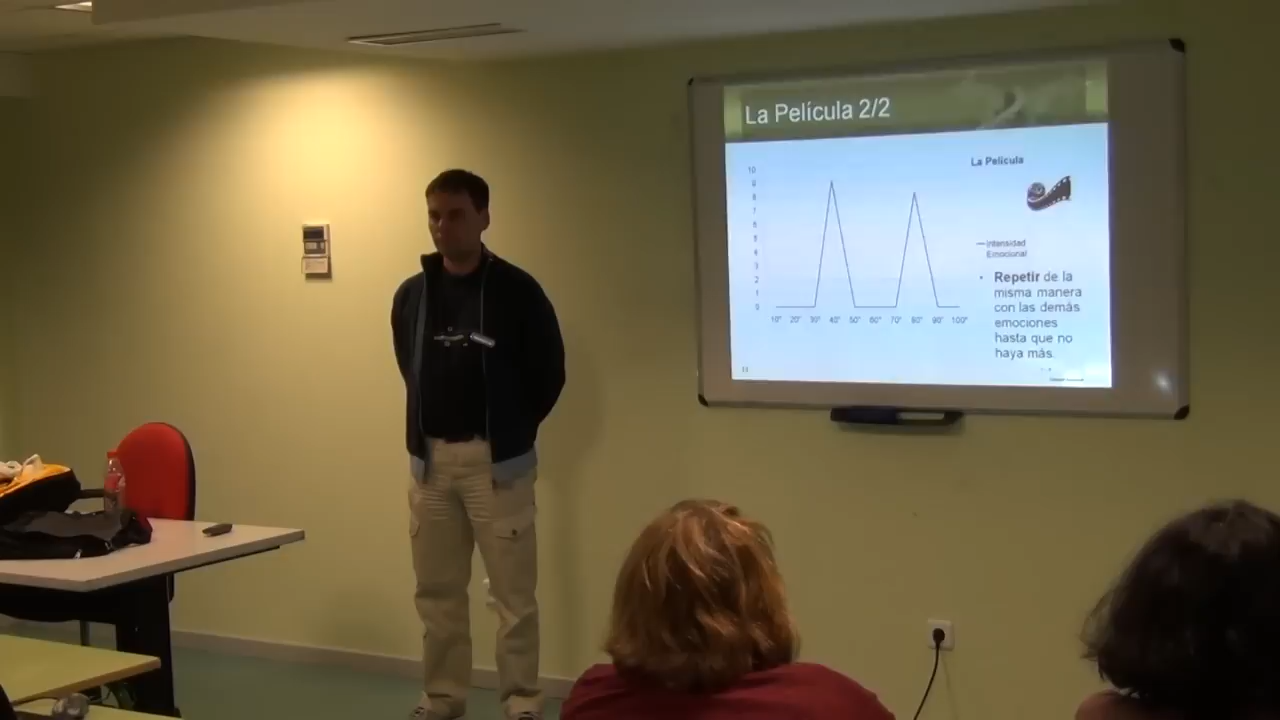 La Película 2/2
La Película
10
9
8
7
6
5
4
3
2
1
0
10" 20" 30" 40" 50" 60" 70" 80" 90" 100"
Intensidad
Emocional
• Repetir de la
misma manera
con las demás
emociones
hasta que no
haya más.
13